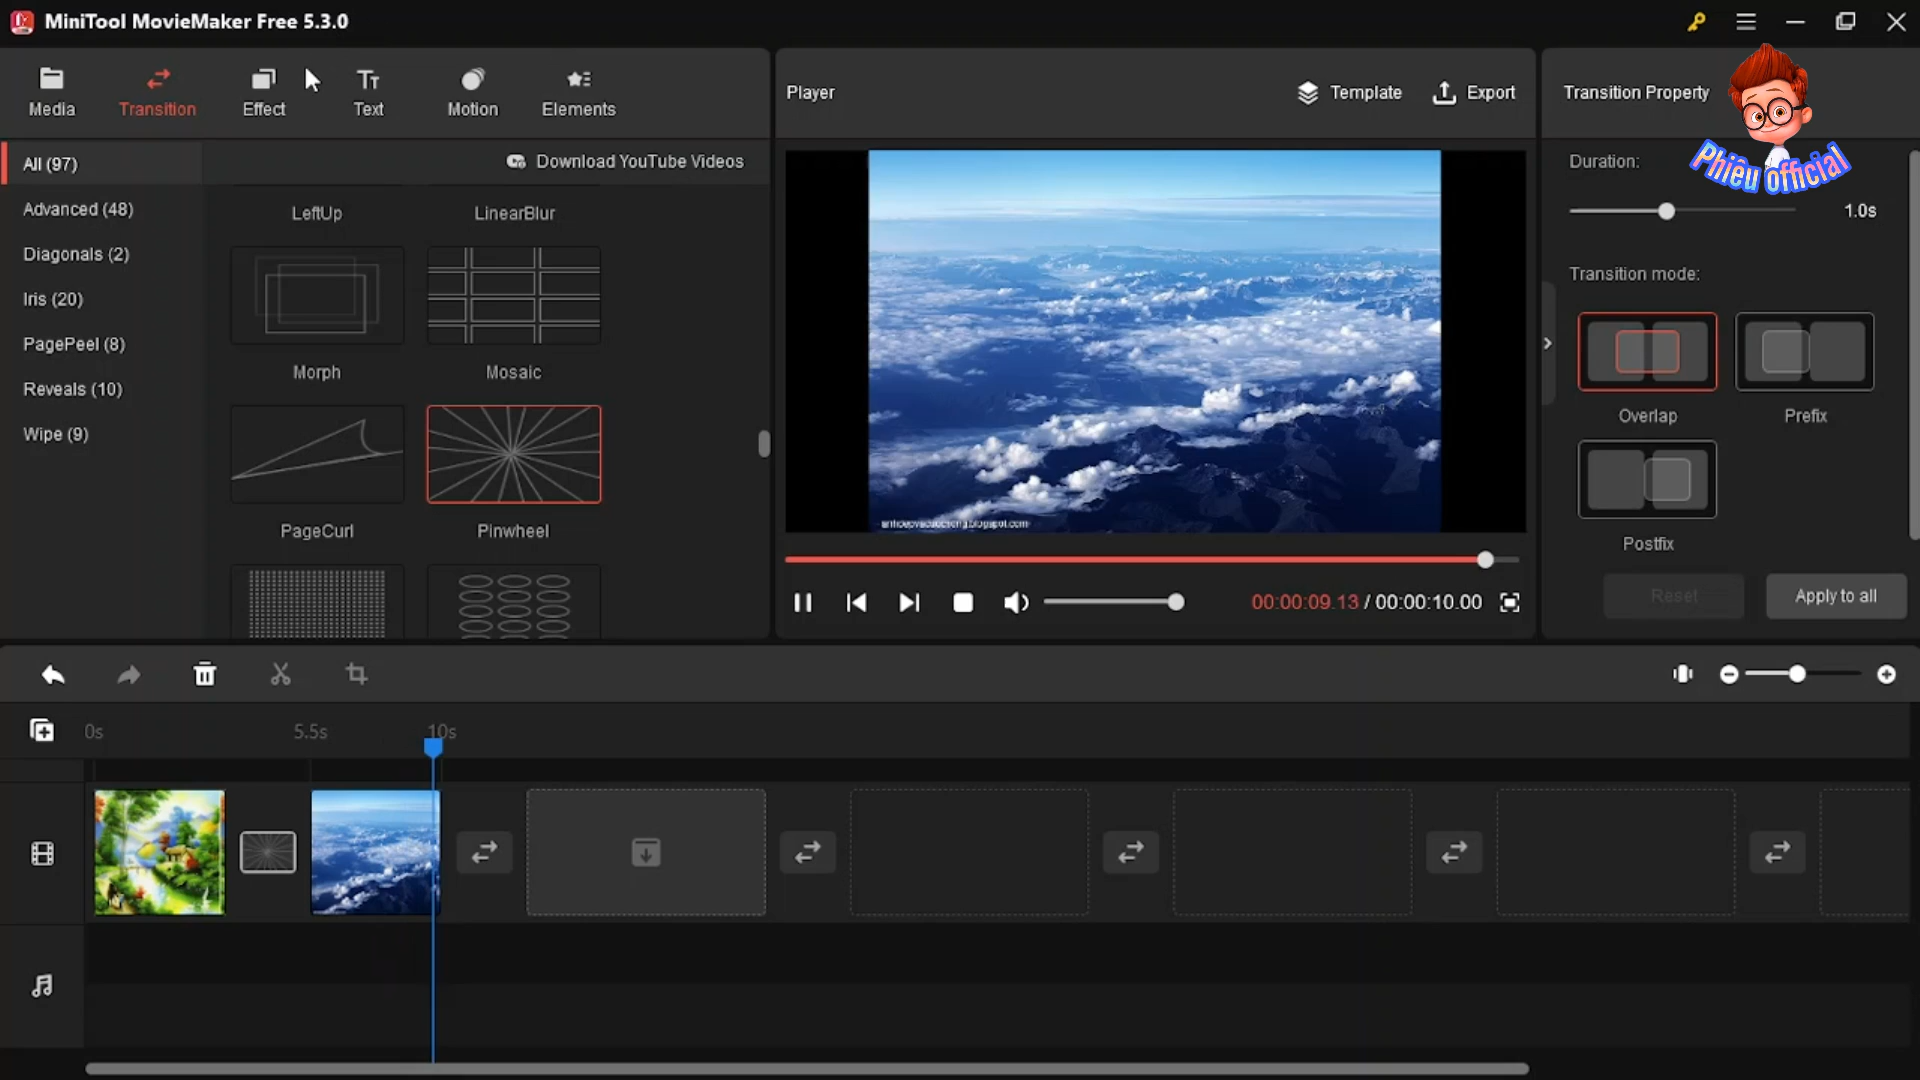 MiniTool MovieMaker Free 5.3.0
Media
Transition
Effect
Text
Motion
Elements
Player
Template
Export
Transition Property
Phiêu official
All (97)
Advanced (48)
Diagonals (2)
Iris (20)
PagePeel (8)
Reveals (10)
Wipe (9)
Download YouTube Videos
LeftUp
LinearBlur
Morph
Mosaic
PageCurl
Pinwheel
00:00:09.13 / 00:00:10.00
Duration:
1.0s
Transition mode:
Overlap
Prefix
Postfix
Reset
Apply to all
0s
5.5s
10s